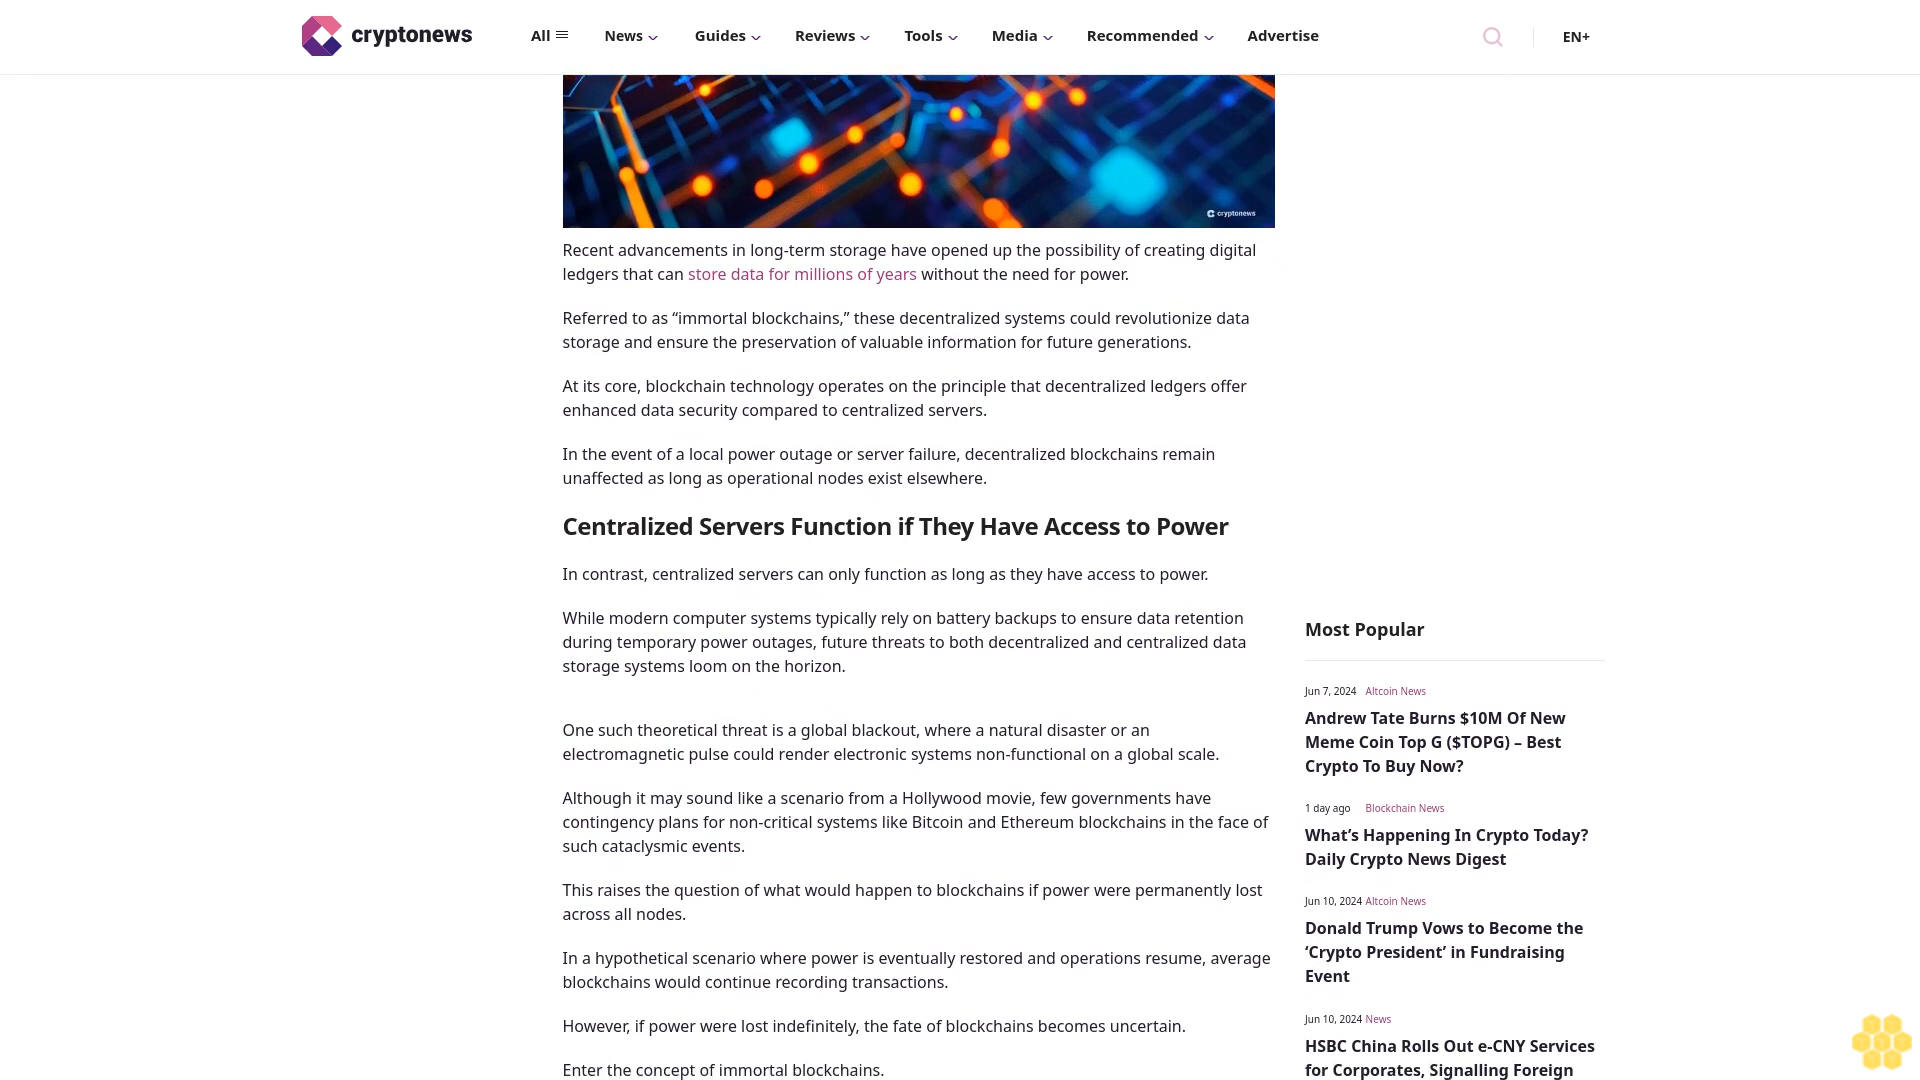 cryptonews
All
News
Guides
Reviews
Tools
Media
Recommended
Advertise
EN+
cryptonews
Recent advancements in long-term storage have opened up the possibility of creating digital
ledgers that can store data for millions of years without the need for power.
Referred to as “immortal blockchains,” these decentralized systems could revolutionize data
storage and ensure the preservation of valuable information for future generations.
At its core, blockchain technology operates on the principle that decentralized ledgers offer
enhanced data security compared to centralized servers.
In the event of a local power outage or server failure, decentralized blockchains remain
unaffected as long as operational nodes exist elsewhere.
Centralized Servers Function if They Have Access to Power
In contrast, centralized servers can only function as long as they have access to power.
While modern computer systems typically rely on battery backups to ensure data retention
during temporary power outages, future threats to both decentralized and centralized data
storage systems loom on the horizon.
One such theoretical threat is a global blackout, where a natural disaster or an
electromagnetic pulse could render electronic systems non-functional on a global scale.
Although it may sound like a scenario from a Hollywood movie, few governments have
contingency plans for non-critical systems like Bitcoin and Ethereum blockchains in the face of
such cataclysmic events.
This raises the question of what would happen to blockchains if power were permanently lost
across all nodes.
In a hypothetical scenario where power is eventually restored and operations resume, average
blockchains would continue recording transactions.
However, if power were lost indefinitely, the fate of blockchains becomes uncertain.
Enter the concept of immortal blockchains.
Most Popular
Jun 7, 2024 Altcoin News
Andrew Tate Burns $10M Of New
Meme Coin Top G ($TOPG) – Best
Crypto To Buy Now?
1 day ago Blockchain News
What’s Happening In Crypto Today?
Daily Crypto News Digest
Jun 10, 2024 Altcoin News
Donald Trump Vows to Become the
‘Crypto President’ in Fundraising
Event
Jun 10, 2024 News
HSBC China Rolls Out e-CNY Services
for Corporates, Signalling Foreign